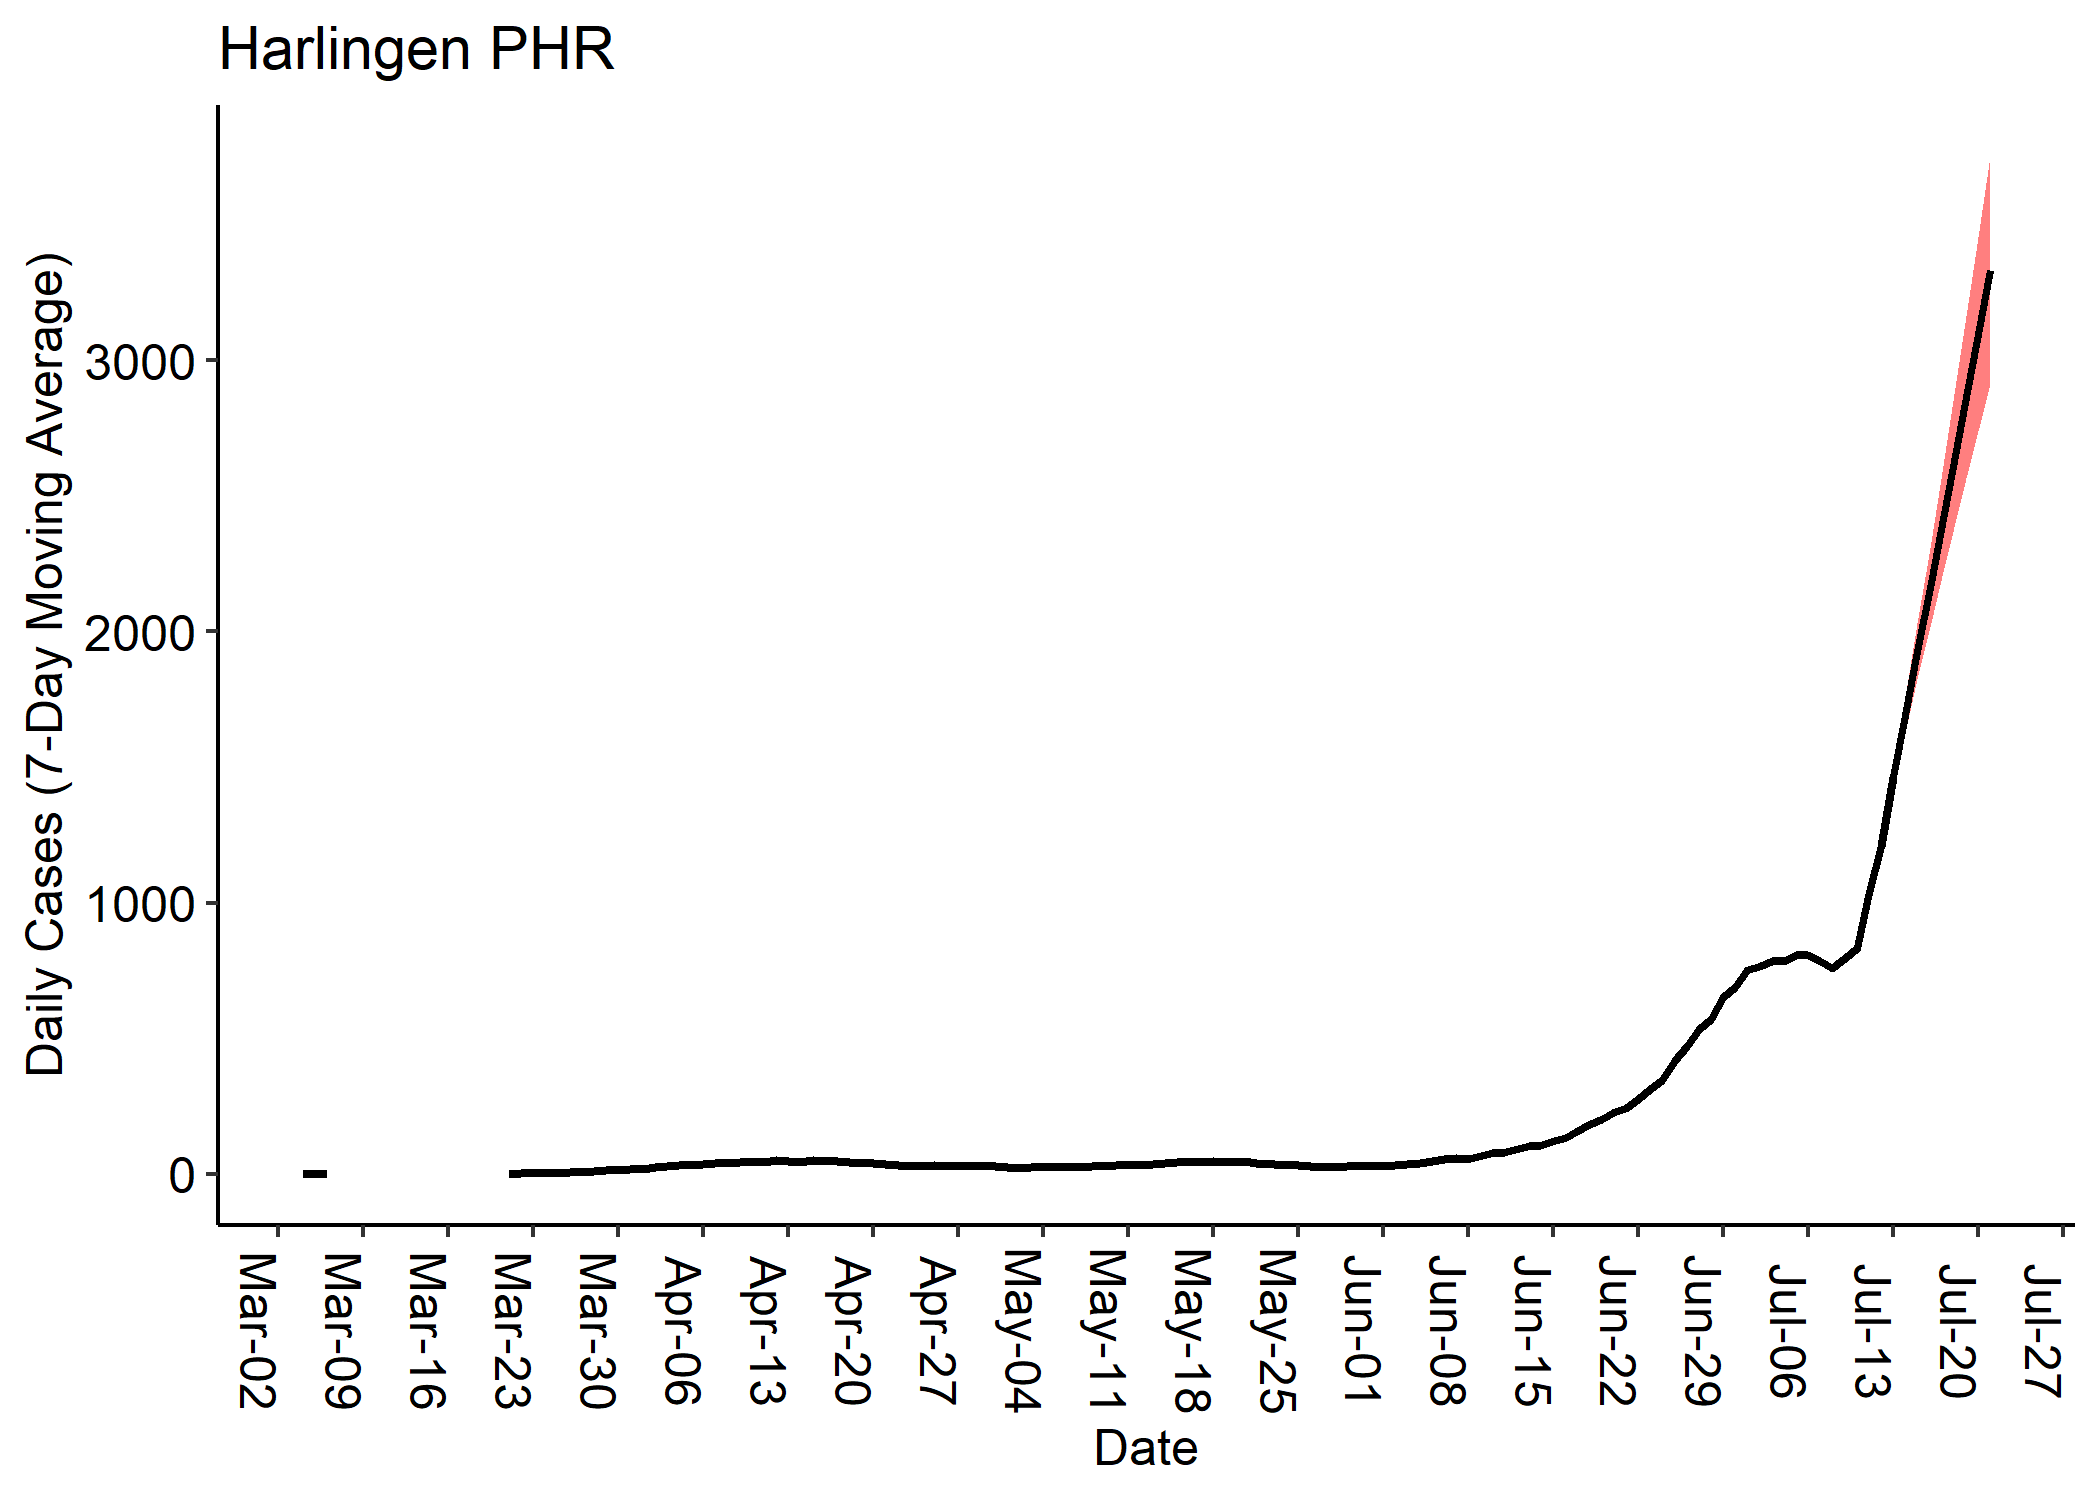 Harlingen PHR
Daily Cases (7-Day Moving Average)
3000
2000
1000
0
Mar-02
Mar-09
Mar-16
Mar-23
Mar-30
Apr-06
Apr-13
Apr-20
Apr-27
May-04
May-11
May-18
May-25
Jun-01
Jun-08
Jun-15
Jun-22
Jun-29
Jul-06
Jul-13
Jul-20
Jul-27
Date